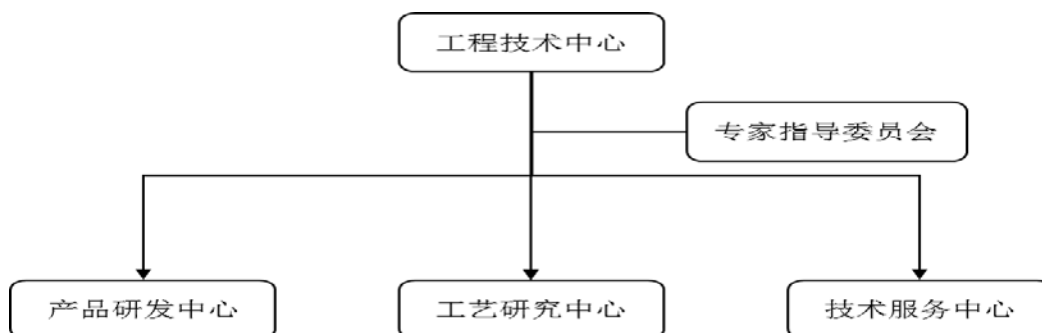 工程技术中心
专家指导委员会
产品研发中心
工艺研究中心
技术服务中心